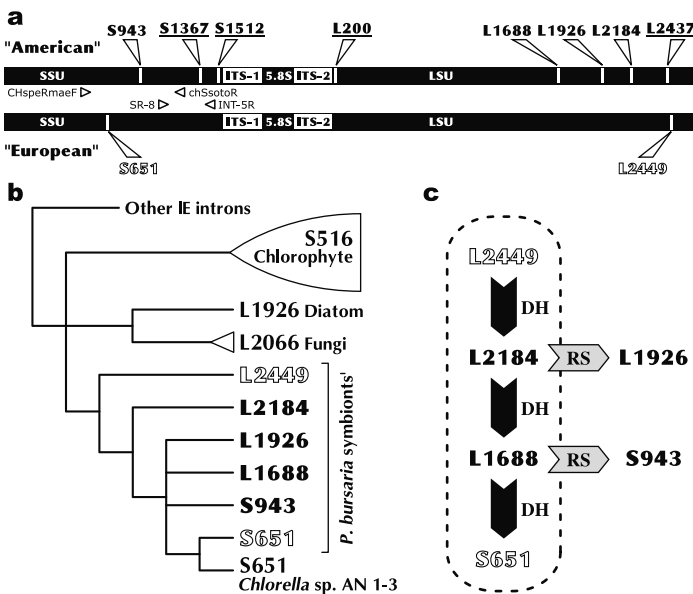 a
S943 S1367 S1512 L200 L1688 L1926 L2184 L2437
"American"
SSU ITS-1 5.8S ITS-2 LSU
CHspeRmaeF chSsotoR
SR-8 INT-5R
SSU ITS-1 5.8S ITS-2 LSU
"European"
S651 L2449
b
Other IE introns
S516
Chlorophyte
L1926 Diatom
L2066 Fungi
L2449
L2184
L1926
L1688
S943
S651
S651
Chlorella sp. AN 1-3
P. bursaria symbionts'
c
L2449
DH
L2184 RS L1926
DH
L1688 RS S943
DH
S651